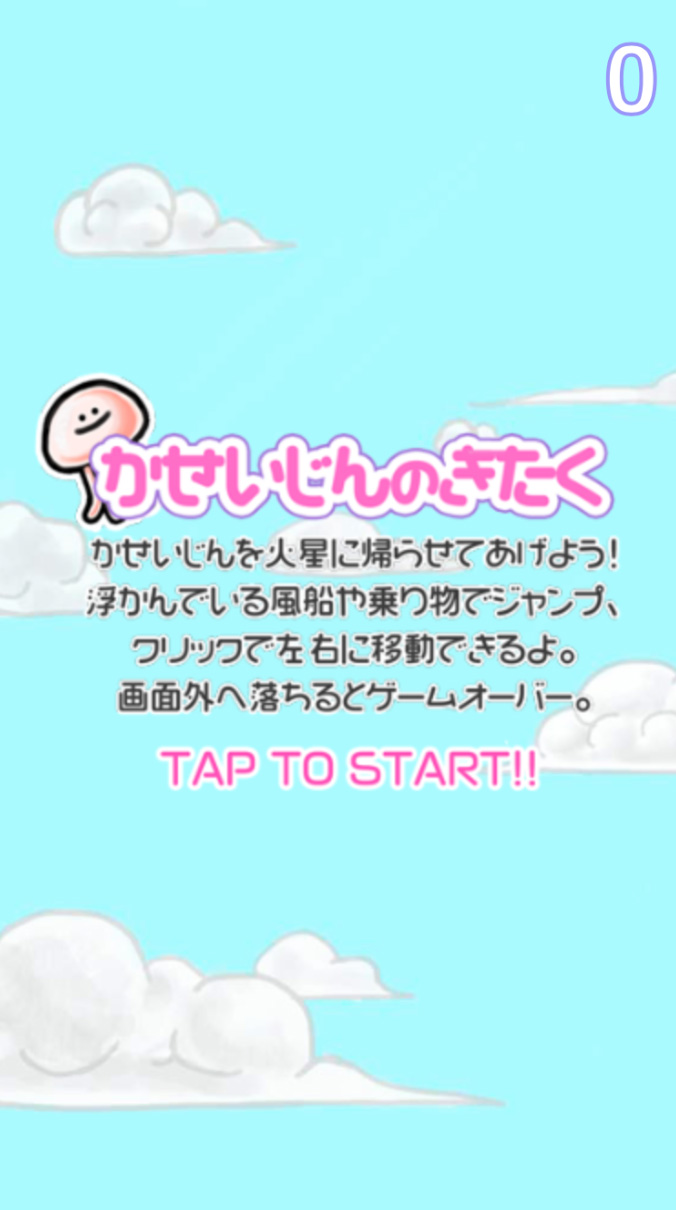 0
かせいじんのきたく
かせいじんを火星に帰らせてあげよう!
浮かんでいる風船や乗り物でジャンプ、
クリックで左右に移動できるよ。
画面外へ落ちるとゲームオーバー。
TAP TO START!!